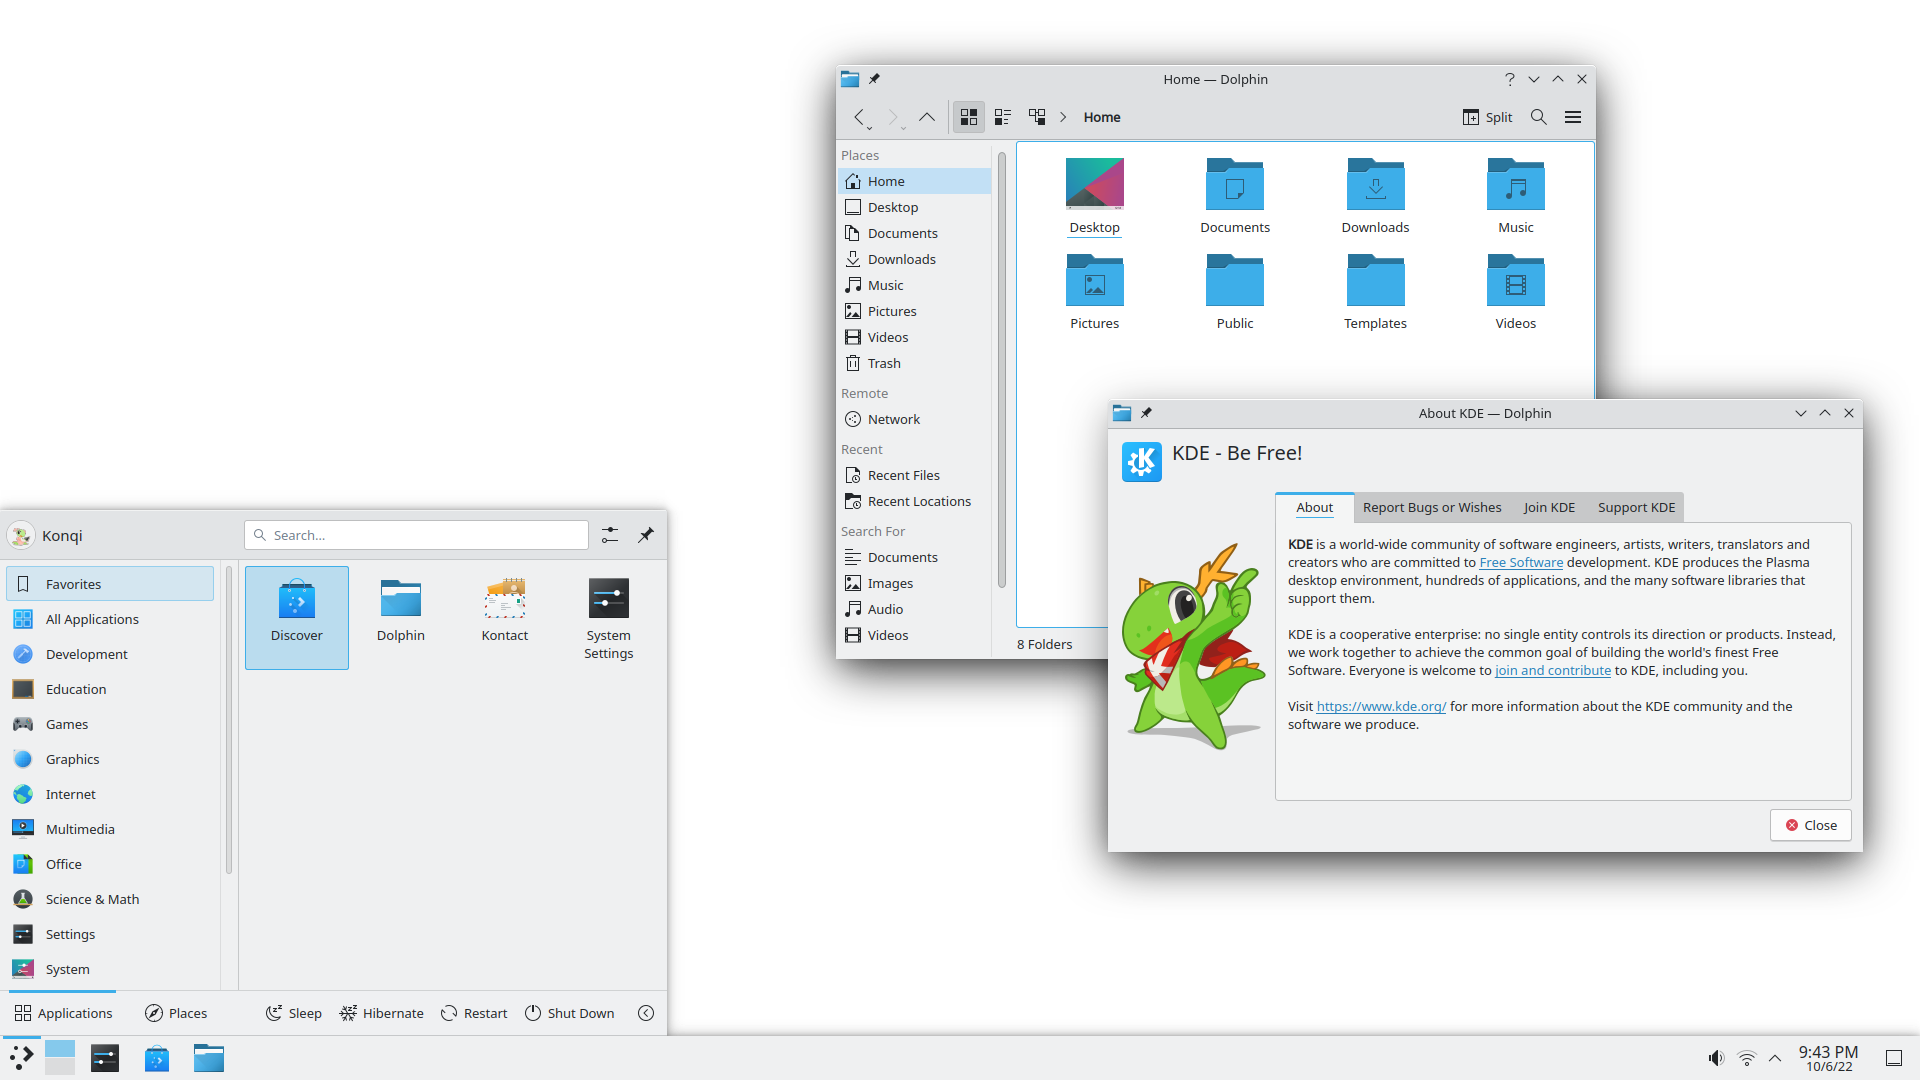 Home — Dolphin
Home
Split
Places
Home
Desktop
Documents
Downloads
Music
Pictures
Videos
Trash
Remote
Network
Recent
Recent Files
Recent Locations
Search For
Documents
Images
Audio
Videos
Desktop
Documents
Downloads
Music
Pictures
Public
Templates
Videos
8 Folders
About KDE — Dolphin
KDE - Be Free!
About
Report Bugs or Wishes
Join KDE
Support KDE
KDE is a world-wide community of software engineers, artists, writers, translators and
creators who are committed to Free Software development. KDE produces the Plasma
desktop environment, hundreds of applications, and the many software libraries that
support them.
KDE is a cooperative enterprise: no single entity controls its direction or products. Instead,
we work together to achieve the common goal of building the world's finest Free
Software. Everyone is welcome to join and contribute to KDE, including you.
Visit https://www.kde.org/ for more information about the KDE community and the
software we produce.
Close
Konqi
Search...
Favorites
All Applications
Development
Education
Games
Graphics
Internet
Multimedia
Office
Science & Math
Settings
System
Discover
Dolphin
Kontact
System
Settings
Applications
Places
Sleep
Hibernate
Restart
Shut Down
9:43 PM
10/6/22